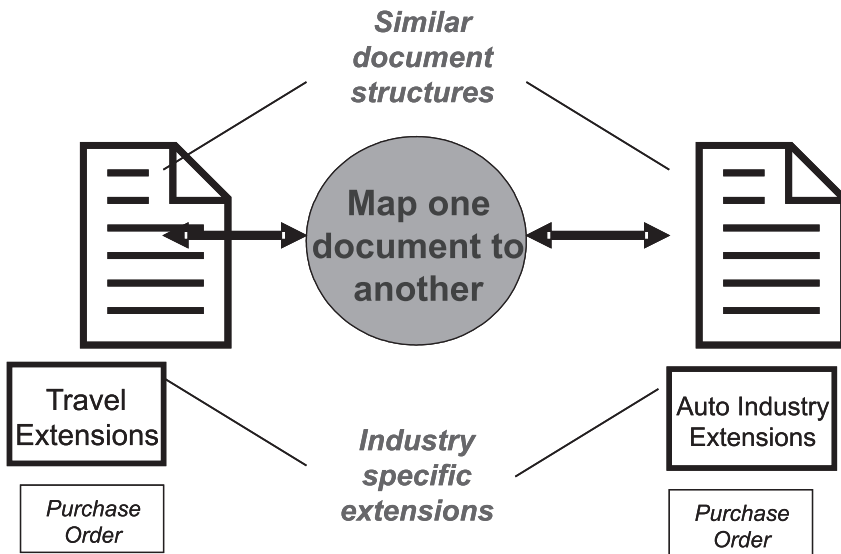 Similar
document
structures
Map one
document to
another
Travel
Extensions
Auto Industry
Extensions
Industry
specific
extensions
Purchase
Order
Purchase
Order